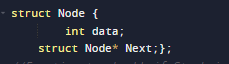 struct Node {
int data;
struct Node* Next;};